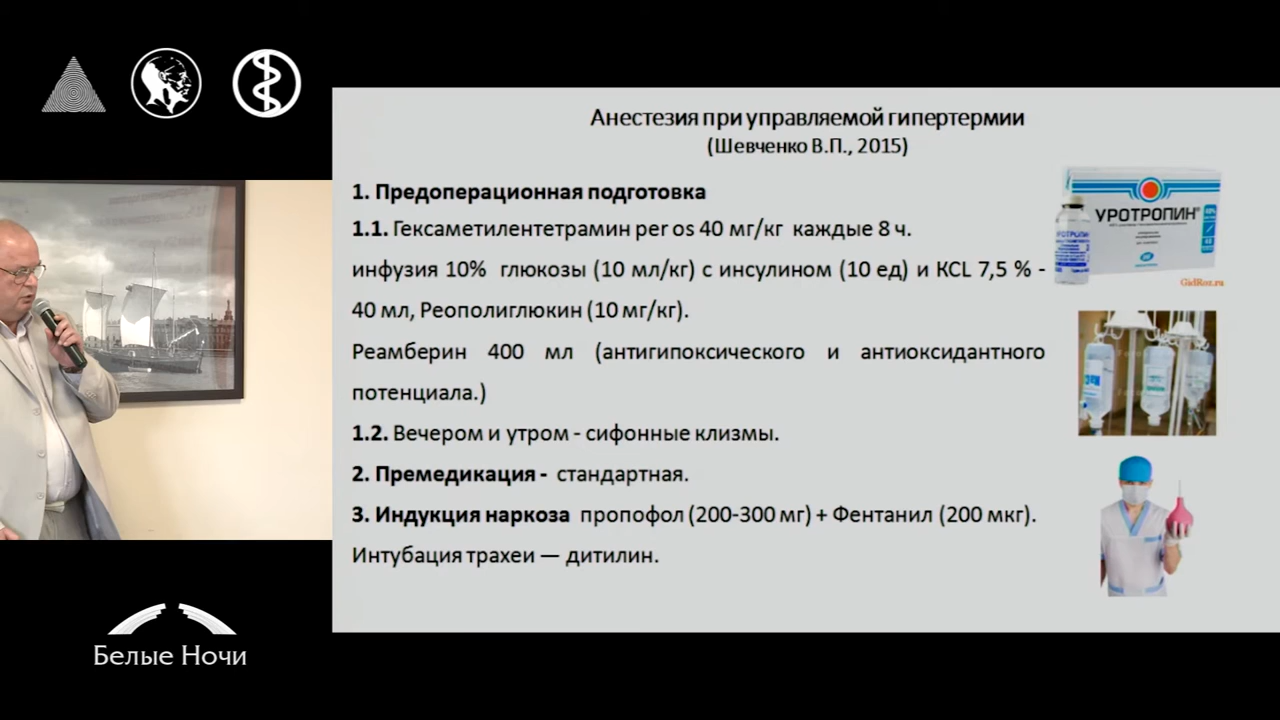 Анестезия при управляемой гипертермии
(Шевченко В.П., 2015)
1. Предоперационная подготовка
1.1. Гексаметилентетрамин per os 40 мг/кг каждые 8 ч.
инфузия 10% глюкозы (10 мл/кг) с инсулином (10 ед) и KCL 7,5 % -
40 мл, Реополиглюкин (10 мг/кг).
Реамберин 400 мл (антигипоксического и антиоксидантного
потенциала.)
1.2. Вечером и утром - сифонные клизмы.
2. Премедикация - стандартная.
3. Индукция наркоза пропофол (200-300 мг) + Фентанил (200 мкг).
Интубация трахеи — дитилин.
УРОТРОПИН®
УРОТРОПИН
GidRoz.ru
Белые Ночи